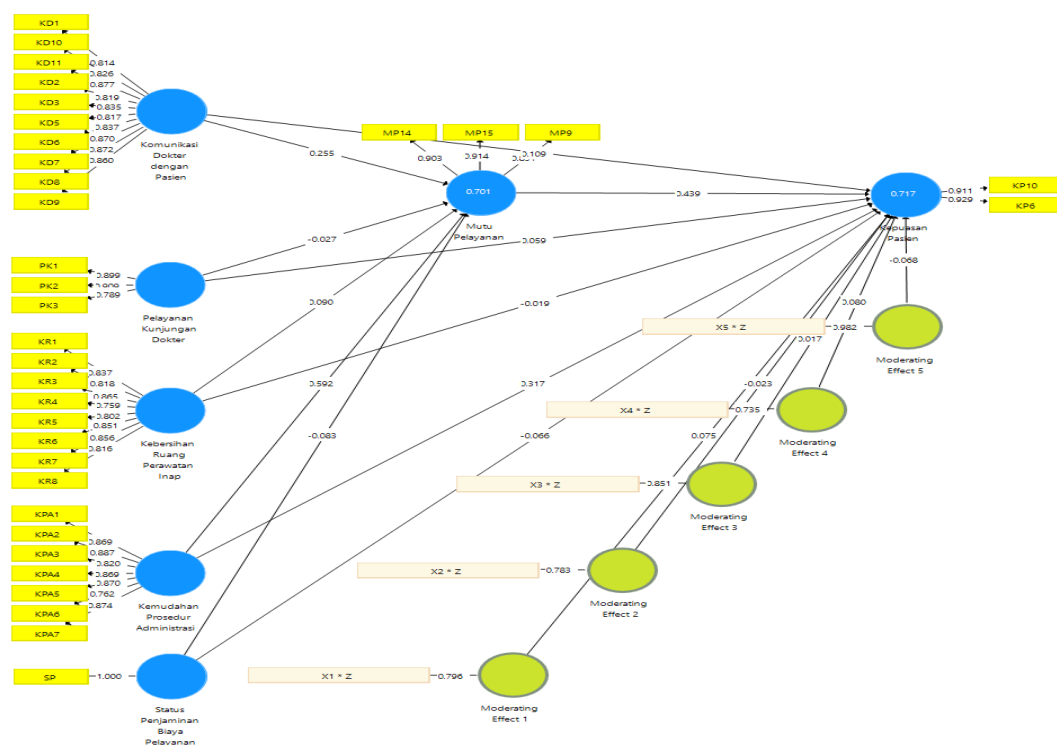 KD1
KD10
KD11
KD2
KD3
KD5
KD6
KD7
KD8
KD9
0.814
0.826
0.877
0.819
0.835
0.817
0.837
0.870
0.872
0.860
Komunikasi
Dokter
dengan
Pasien
0.255
MP14
MP15
MP9
0.903
0.914
0.109
0.701
Mutu
Pelayanan
0.439
0.717
Kepuasan
Pasien
0.911
0.929
KP10
KP6
PK1
PK2
PK3
0.899
0.789
Pelayanan
Kunjungan
Dokter
-0.027
0.059
0.090
-0.019
-0.068
KR1
KR2
KR3
KR4
KR5
KR6
KR7
KR8
0.837
0.818
0.865
0.759
0.802
0.851
0.856
0.816
Kebersihan
Ruang
Perawatan
Inap
0.592
-0.083
0.317
-0.066
X5 * Z
0.982
Moderating
Effect 5
0.080
0.017
-0.023
0.075
X4 * Z
0.735
Moderating
Effect 4
X3 * Z
0.851
Moderating
Effect 3
KPA1
KPA2
KPA3
KPA4
KPA5
KPA6
KPA7
0.869
0.887
0.820
0.869
0.870
0.762
0.874
Kemudahan
Prosedur
Administrasi
X2 * Z
0.783
Moderating
Effect 2
SP
1.000
Status
Penjaminan
Biaya
Pelayanan
X1 * Z
0.796
Moderating
Effect 1